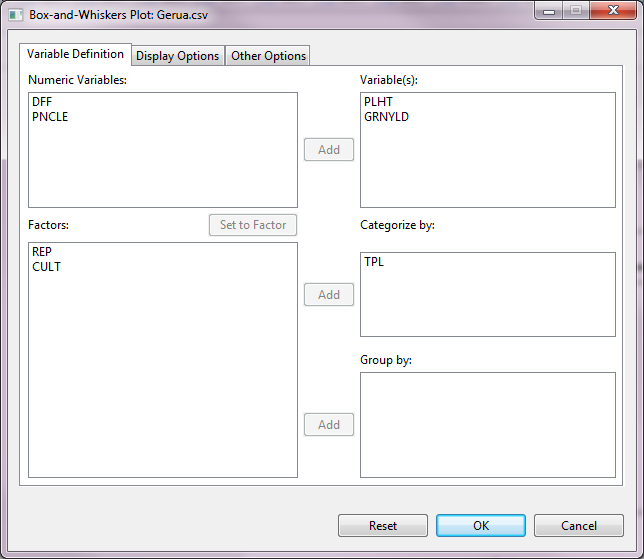 Box-and-Whiskers Plot: Gerua.csv
Variable Definition Display Options Other Options
Numeric Variables: Variable(s):
DFF PLHT
PNCLE GRNYLD
Add
Factors: Set to Factor Categorize by:
REP TPL
CULT
Add
Group by:
Add
Reset OK Cancel